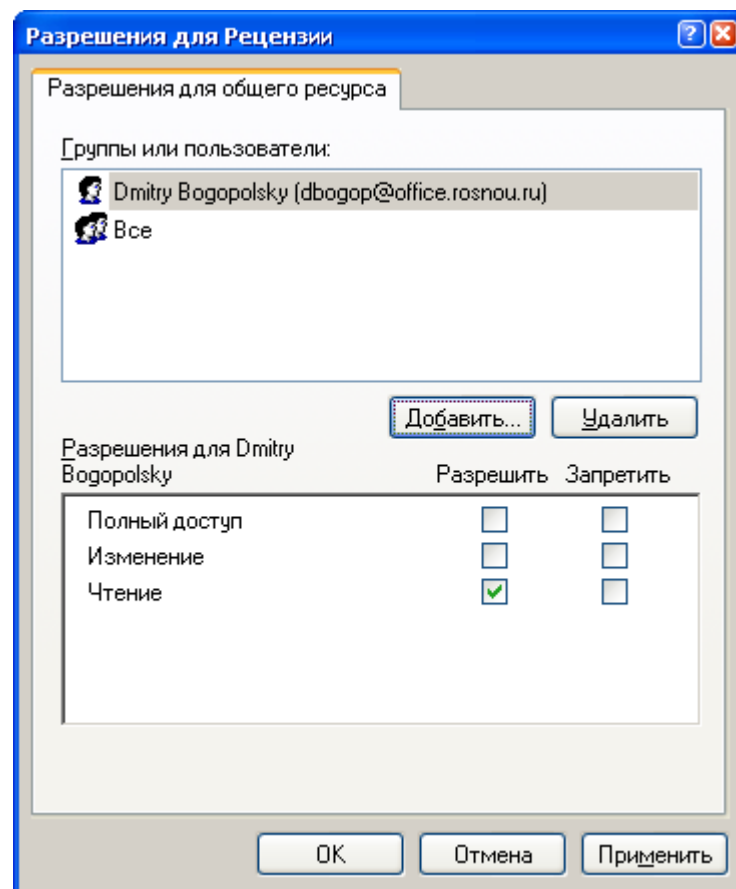 Разрешения для Рецензии
Разрешения для общего ресурса
Группы или пользователи:
Dmitry Bogopolsky (dbogop@office.rosnou.ru)
Все
Добавить... Удалить
Разрешения для Dmitry
Bogopolsky Разрешить Запретить
Полный доступ
Изменение
Чтение
OK Отмена Применить